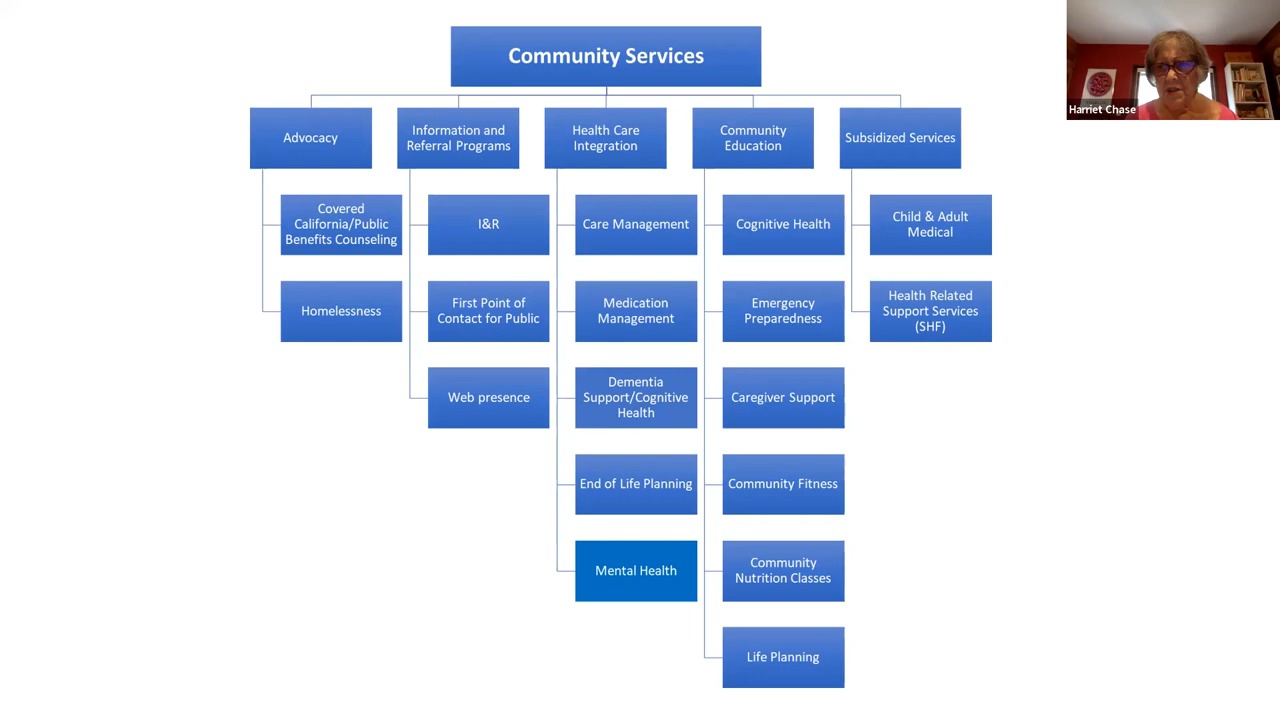 Community Services
Harriet Chase
Advocacy
Information and
Referral Programs
Health Care
Integration
Community
Education
Subsidized Services
Covered
California/Public
Benefits Counseling
Homelessness
I&R
First Point of
Contact for Public
Web presence
Care Management
Medication
Management
Dementia
Support/Cognitive
Health
End of Life Planning
Mental Health
Cognitive Health
Emergency
Preparedness
Caregiver Support
Community Fitness
Community
Nutrition Classes
Life Planning
Child & Adult
Medical
Health Related
Support Services
(SHF)